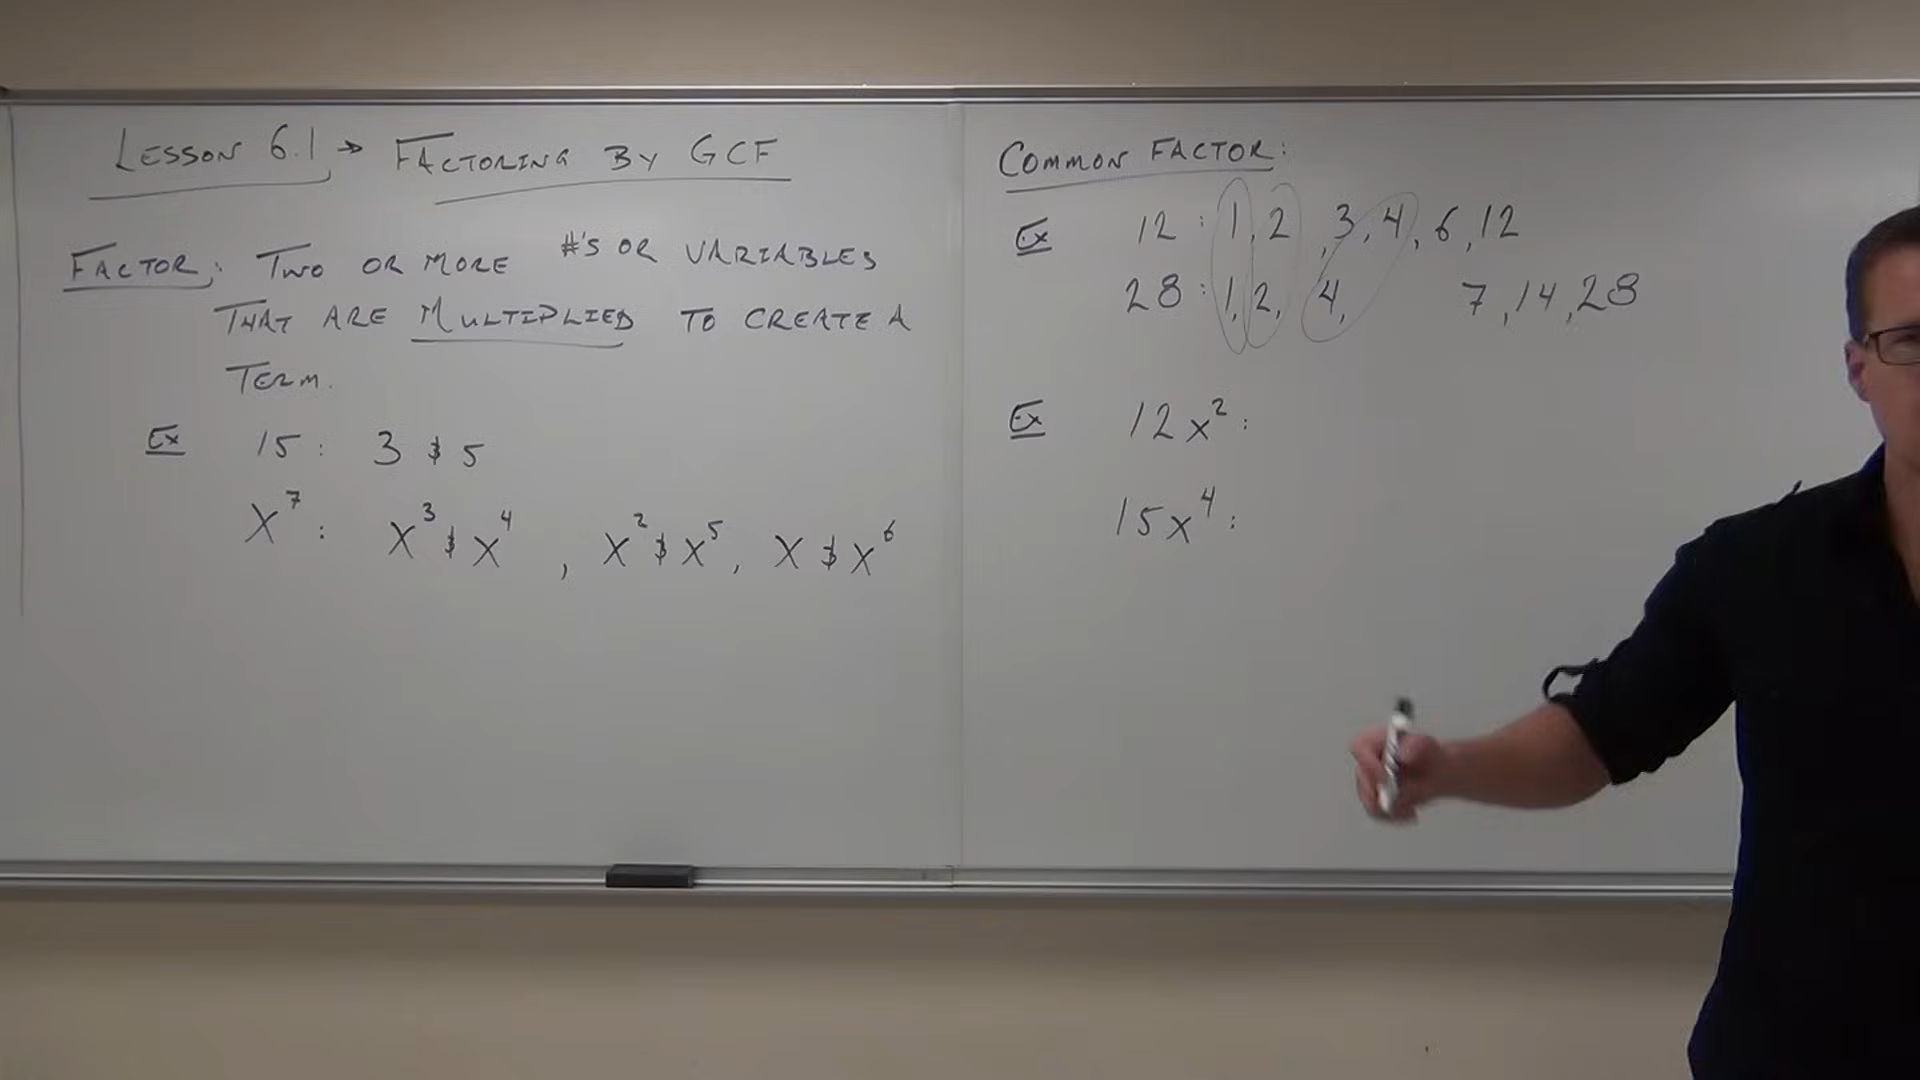 LESSON 6.1 → FACTORING BY GCF
FACTOR: TWO OR MORE #'S OR VARIABLES
THAT ARE MULTIPLIED TO CREATE A
TERM.
Ex 15: 3 & 5
X⁷: X³ & X⁴, X² & X⁵, X & X⁶
COMMON FACTOR:
Ex 12: 1, 2, 3, 4, 6, 12
28: 1, 2, 4, 7, 14, 28
Ex 12x²:
15x⁴: